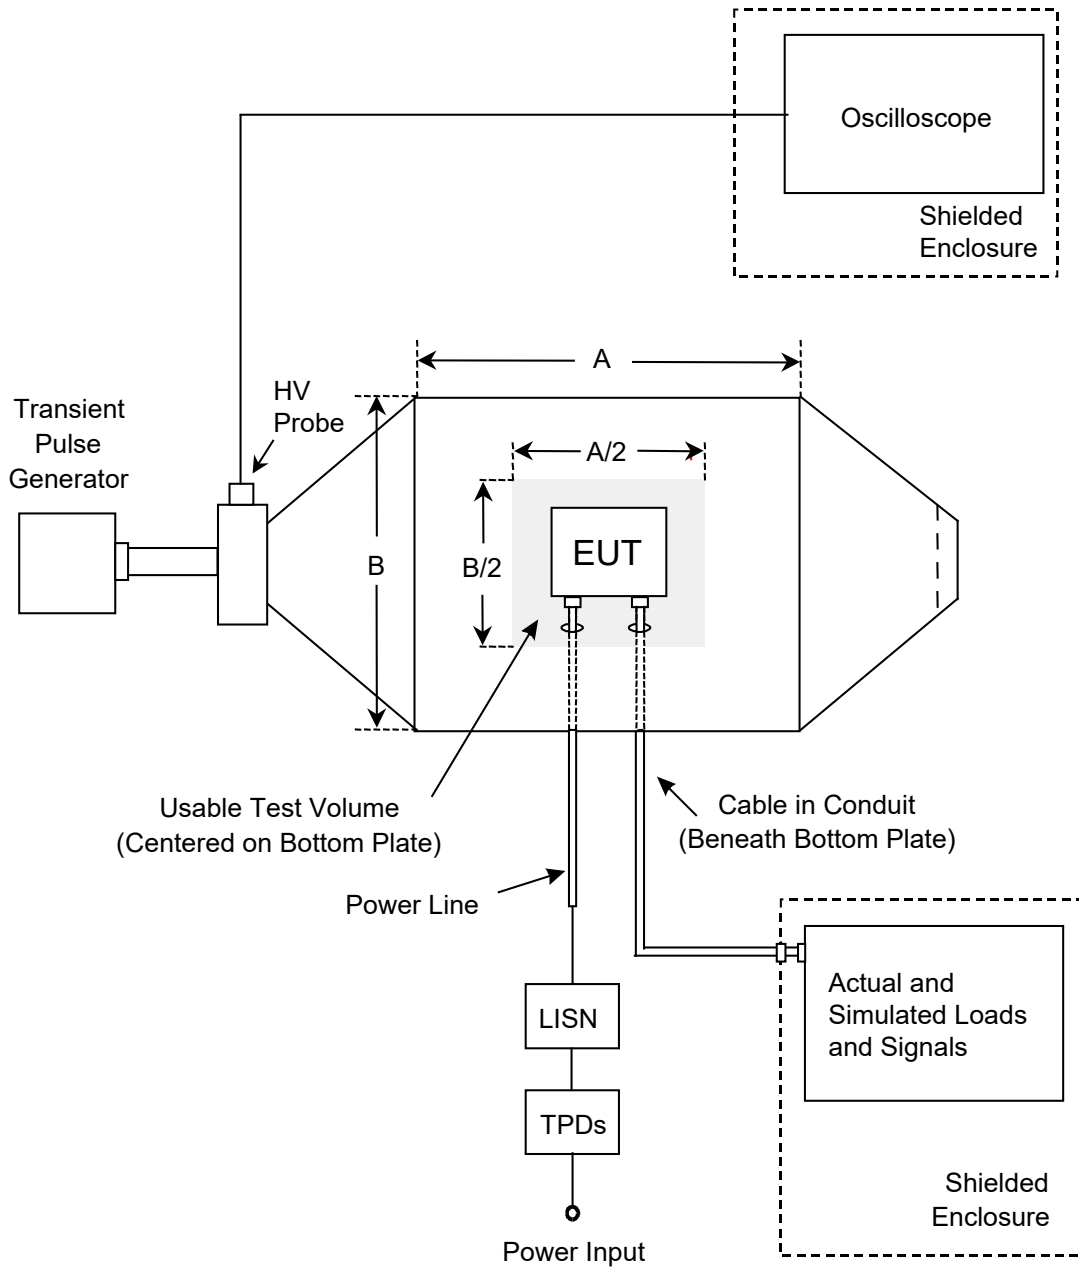 Oscilloscope
Shielded
Enclosure
A
HV
Probe
Transient
Pulse
Generator
A/2
B
B/2
EUT
Usable Test Volume
(Centered on Bottom Plate)
Cable in Conduit
(Beneath Bottom Plate)
Power Line
Actual and
Simulated Loads
and Signals
LISN
TPDs
Shielded
Enclosure
Power Input